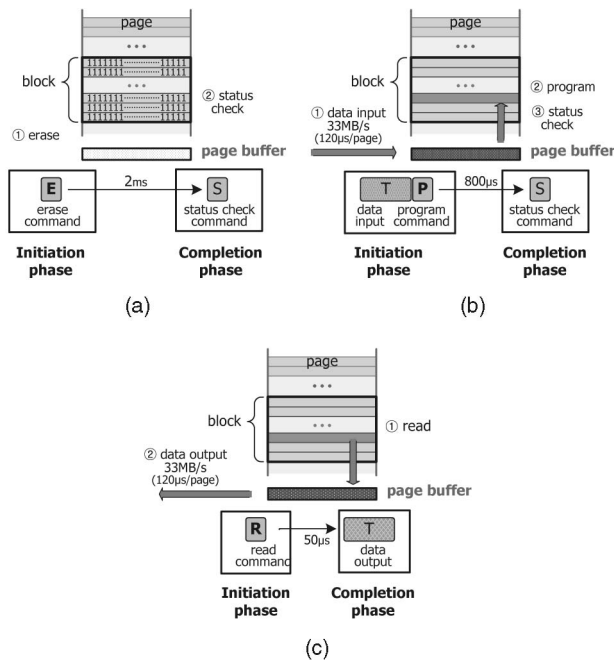 page
•••
1111111----------11111
1111111----------11111
block
•••
1111111----------11111
1111111----------11111
1111111----------11111
② status
check
① erase
page buffer
E
2ms
S
erase
command
status check
command
Initiation
phase
Completion
phase
(a)
page
•••
block
•••
② program
① data input
33MB/s
(120μs/page)
③ status
check
page buffer
T
P
800μs
S
data
input
program
command
status check
command
Initiation
phase
Completion
phase
(b)
page
•••
block
•••
① read
② data output
33MB/s
(120μs/page)
page buffer
R
50μs
T
read
command
data
output
Initiation
phase
Completion
phase
(c)